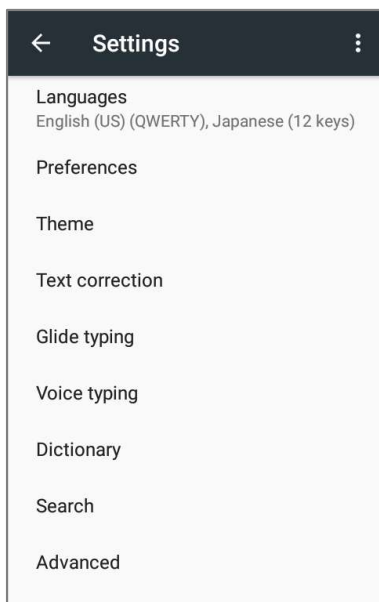 Settings
Languages
English (US) (QWERTY), Japanese (12 keys)
Preferences
Theme
Text correction
Glide typing
Voice typing
Dictionary
Search
Advanced